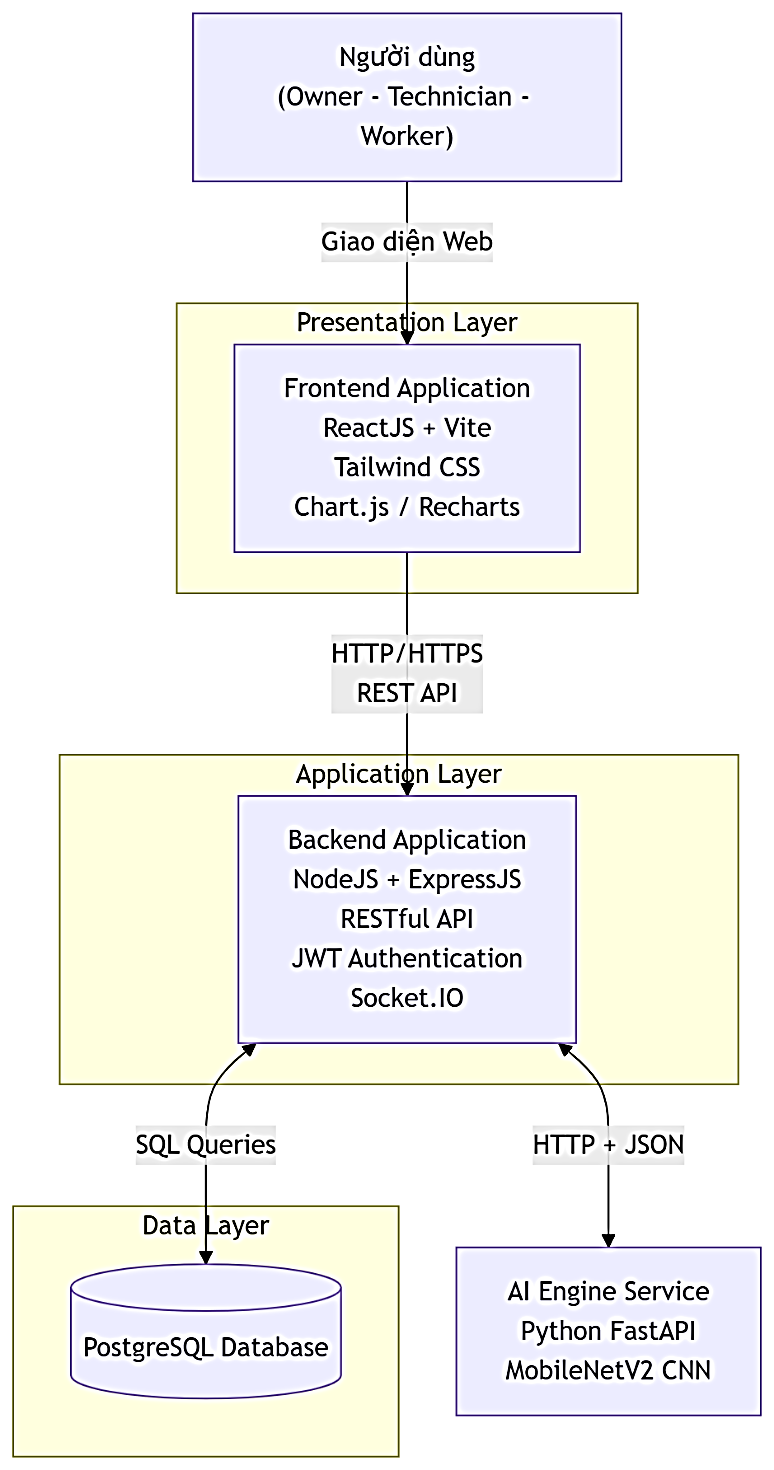 Người dùng
(Owner - Technician -
Worker)
Giao diện Web
Presentation Layer
Frontend Application
ReactJS + Vite
Tailwind CSS
Chart.js / Recharts
HTTP/HTTPS
REST API
Application Layer
Backend Application
NodeJS + ExpressJS
RESTful API
JWT Authentication
Socket.IO
SQL Queries
HTTP + JSON
Data Layer
PostgreSQL Database
AI Engine Service
Python FastAPI
MobileNetV2 CNN